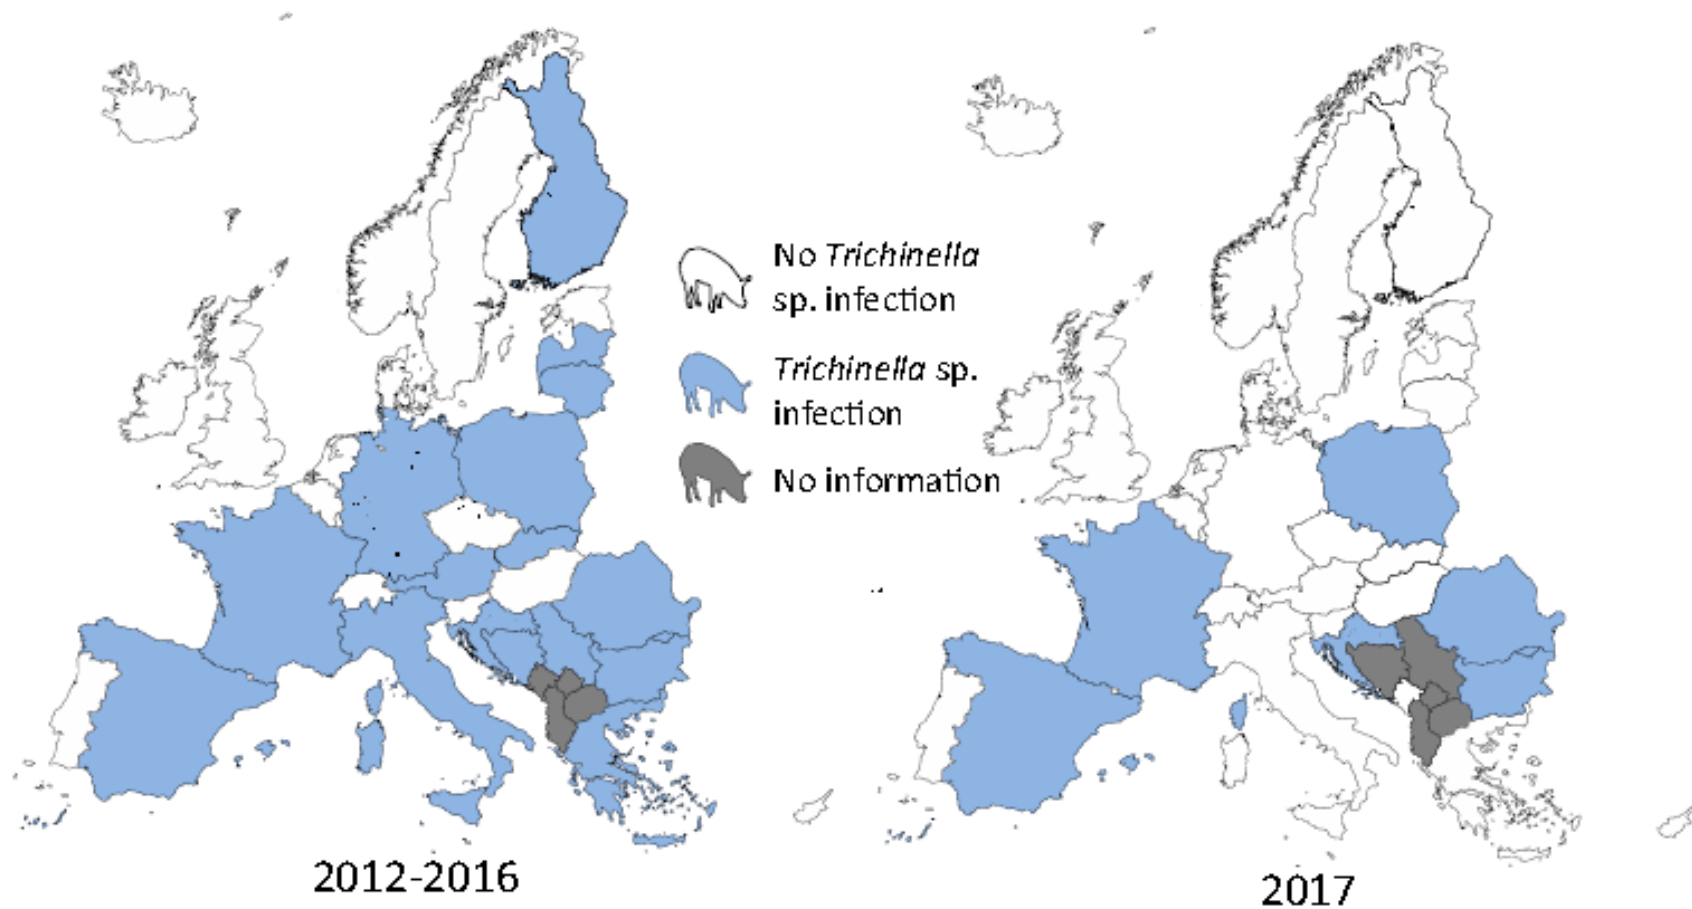 No Trichinella
sp. infection
Trichinella sp.
infection
No information
2012-2016
2017